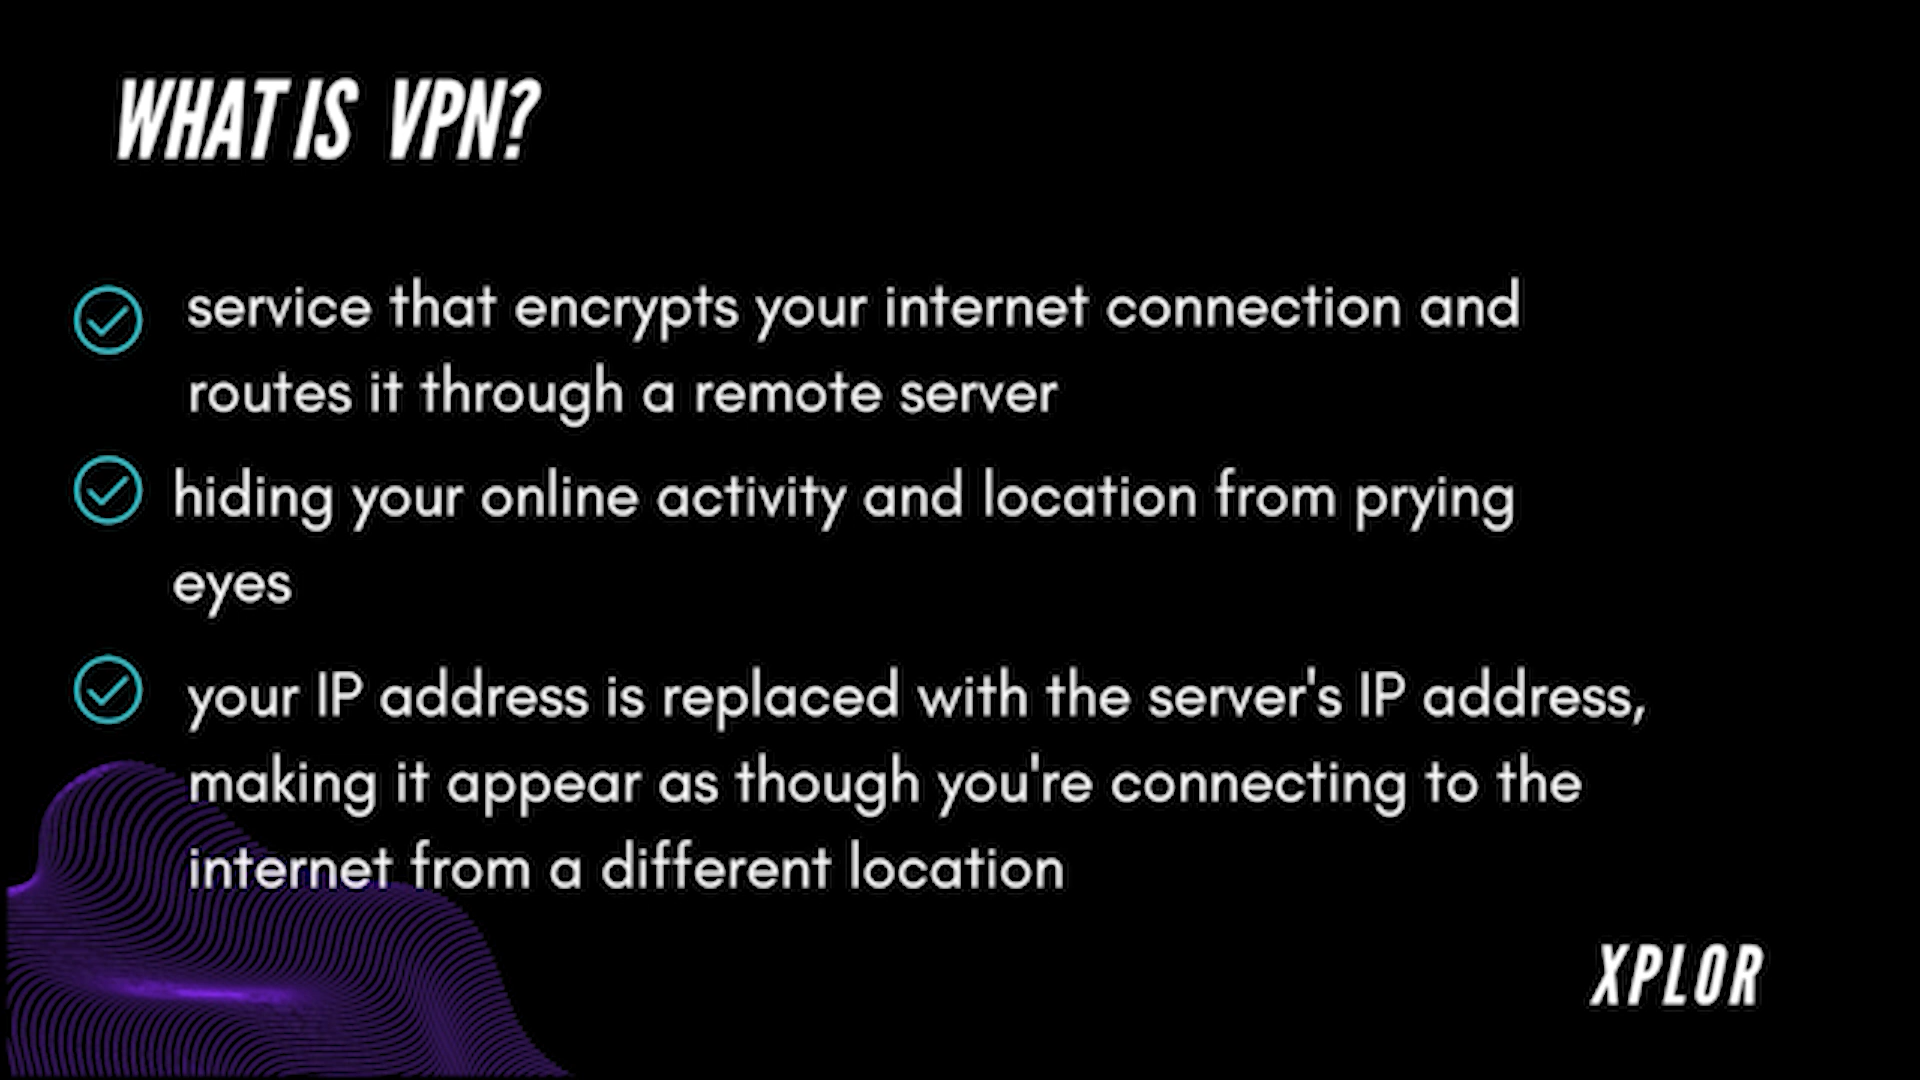 WHAT IS VPN?
service that encrypts your internet connection and
routes it through a remote server
hiding your online activity and location from prying
eyes
your IP address is replaced with the server's IP address,
making it appear as though you're connecting to the
internet from a different location
XPLOR